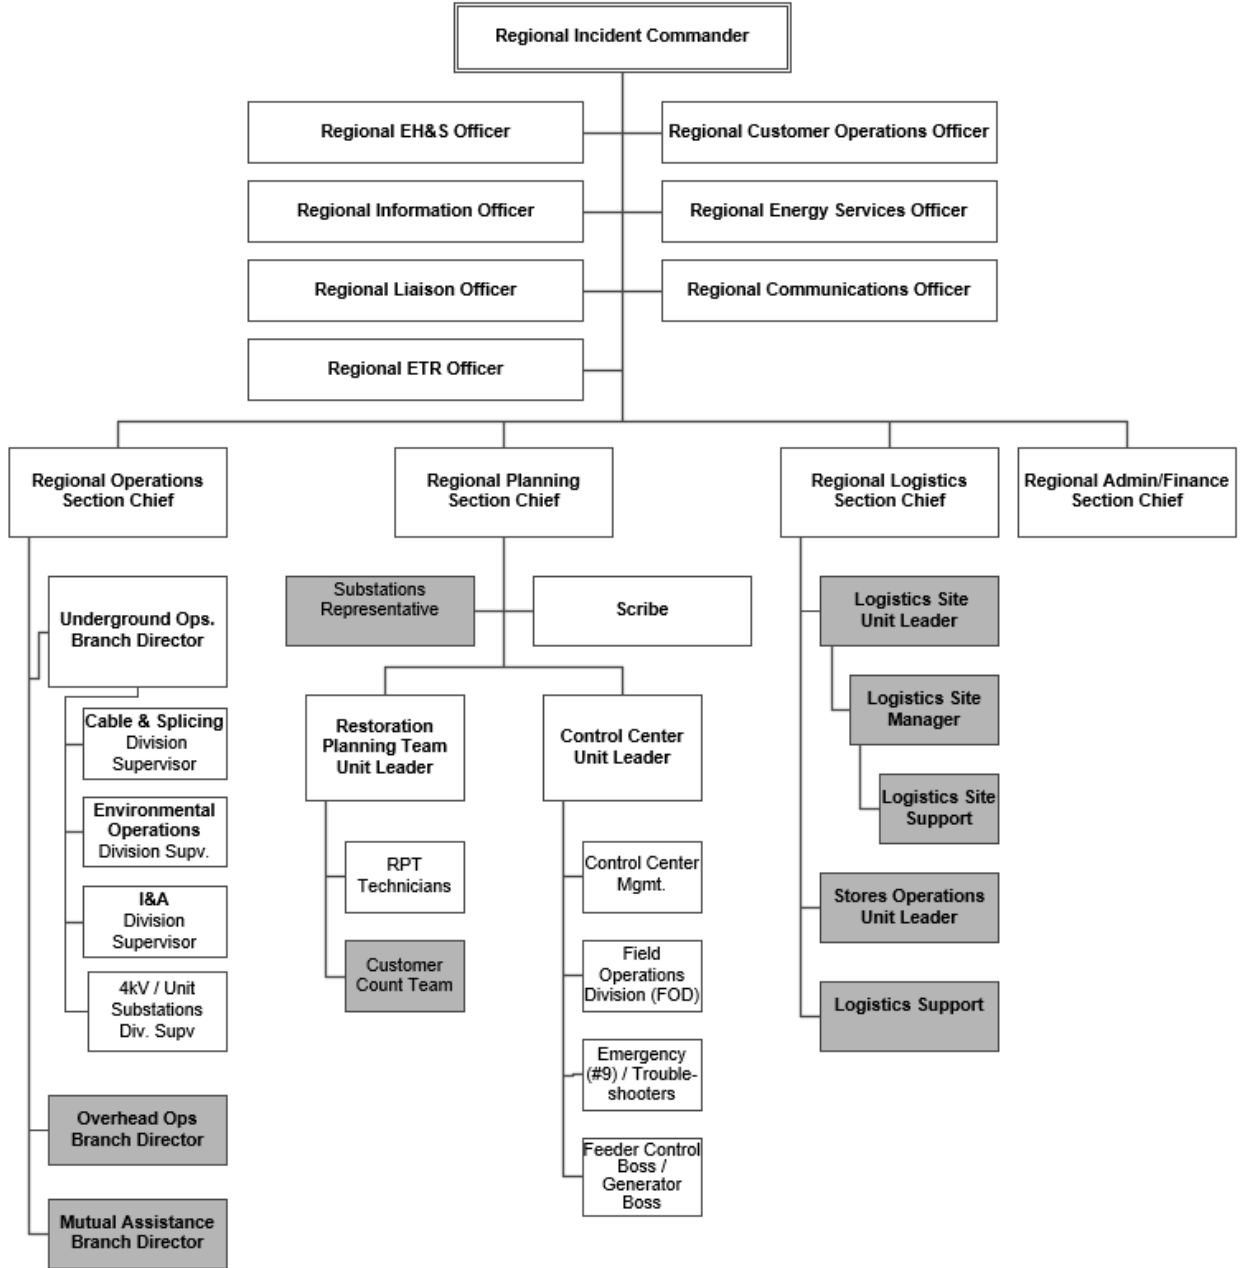 Regional Incident Commander
Regional EH&S Officer
Regional Customer Operations Officer
Regional Information Officer
Regional Energy Services Officer
Regional Liaison Officer
Regional Communications Officer
Regional ETR Officer
Regional Operations
Section Chief
Regional Planning
Section Chief
Regional Logistics
Section Chief
Regional Admin/Finance
Section Chief
Underground Ops.
Branch Director
Cable & Splicing
Division
Supervisor
Environmental
Operations
Division Supv.
I&A
Division
Supervisor
4kV / Unit
Substations
Div. Supv
Overhead Ops
Branch Director
Mutual Assistance
Branch Director
Substations
Representative
Scribe
Restoration
Planning Team
Unit Leader
RPT
Technicians
Customer
Count Team
Control Center
Unit Leader
Control Center
Mgmt.
Field
Operations
Division (FOD)
Emergency
(#9) / Trouble-
shooters
Feeder Control
Boss /
Generator
Boss
Logistics Site
Unit Leader
Logistics Site
Manager
Logistics Site
Support
Stores Operations
Unit Leader
Logistics Support